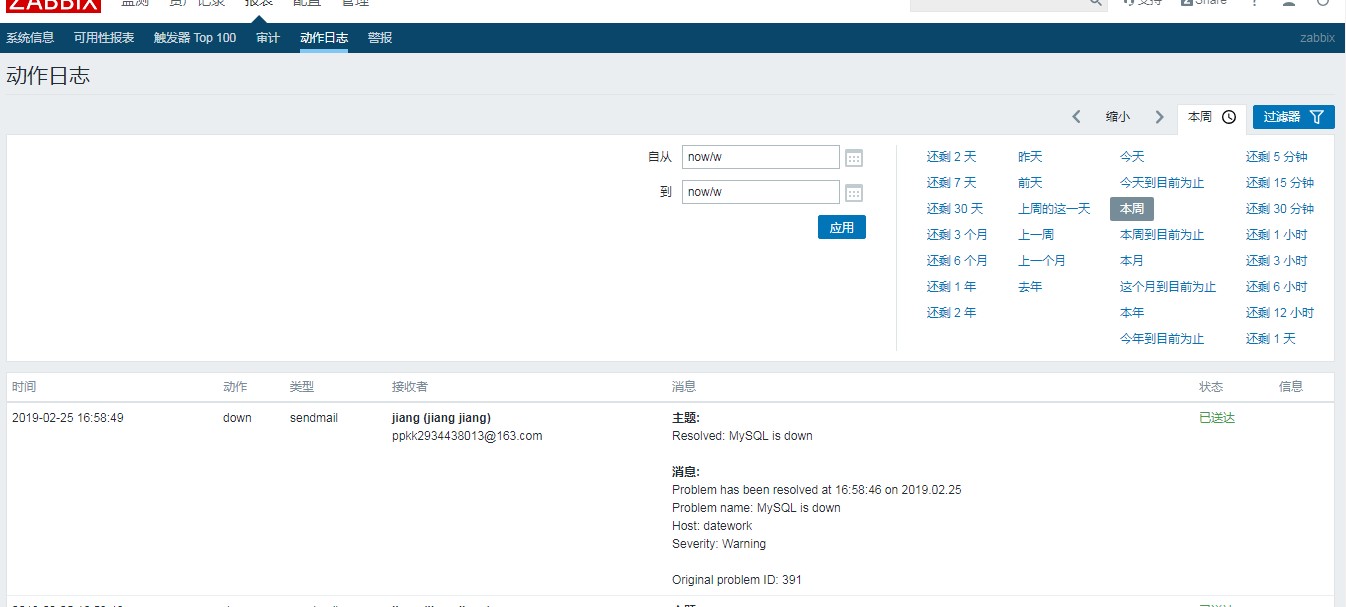 ZABBIX 监测 资产记录 报表 配置 管理 支持 Share ?
系统信息 可用性报表 触发器 Top 100 审计 动作日志 警报 zabbix
动作日志
缩小 本周 过滤器
自从 now/w
到 now/w
应用
还剩 2 天 昨天 今天 还剩 5 分钟
还剩 7 天 前天 今天到目前为止 还剩 15 分钟
还剩 30 天 上周的这一天 本周 还剩 30 分钟
还剩 3 个月 上一周 本周到目前为止 还剩 1 小时
还剩 6 个月 上一个月 本月 还剩 3 小时
还剩 1 年 去年 这个月到目前为止 还剩 6 小时
还剩 2 年 本年 还剩 12 小时
今年到目前为止 还剩 1 天
时间 动作 类型 接收者 消息 状态 信息
2019-02-25 16:58:49 down sendmail jiang (jiang jiang) 主题: 已送达
ppkk2934438013@163.com Resolved: MySQL is down
消息:
Problem has been resolved at 16:58:46 on 2019.02.25
Problem name: MySQL is down
Host: datework
Severity: Warning
Original problem ID: 391